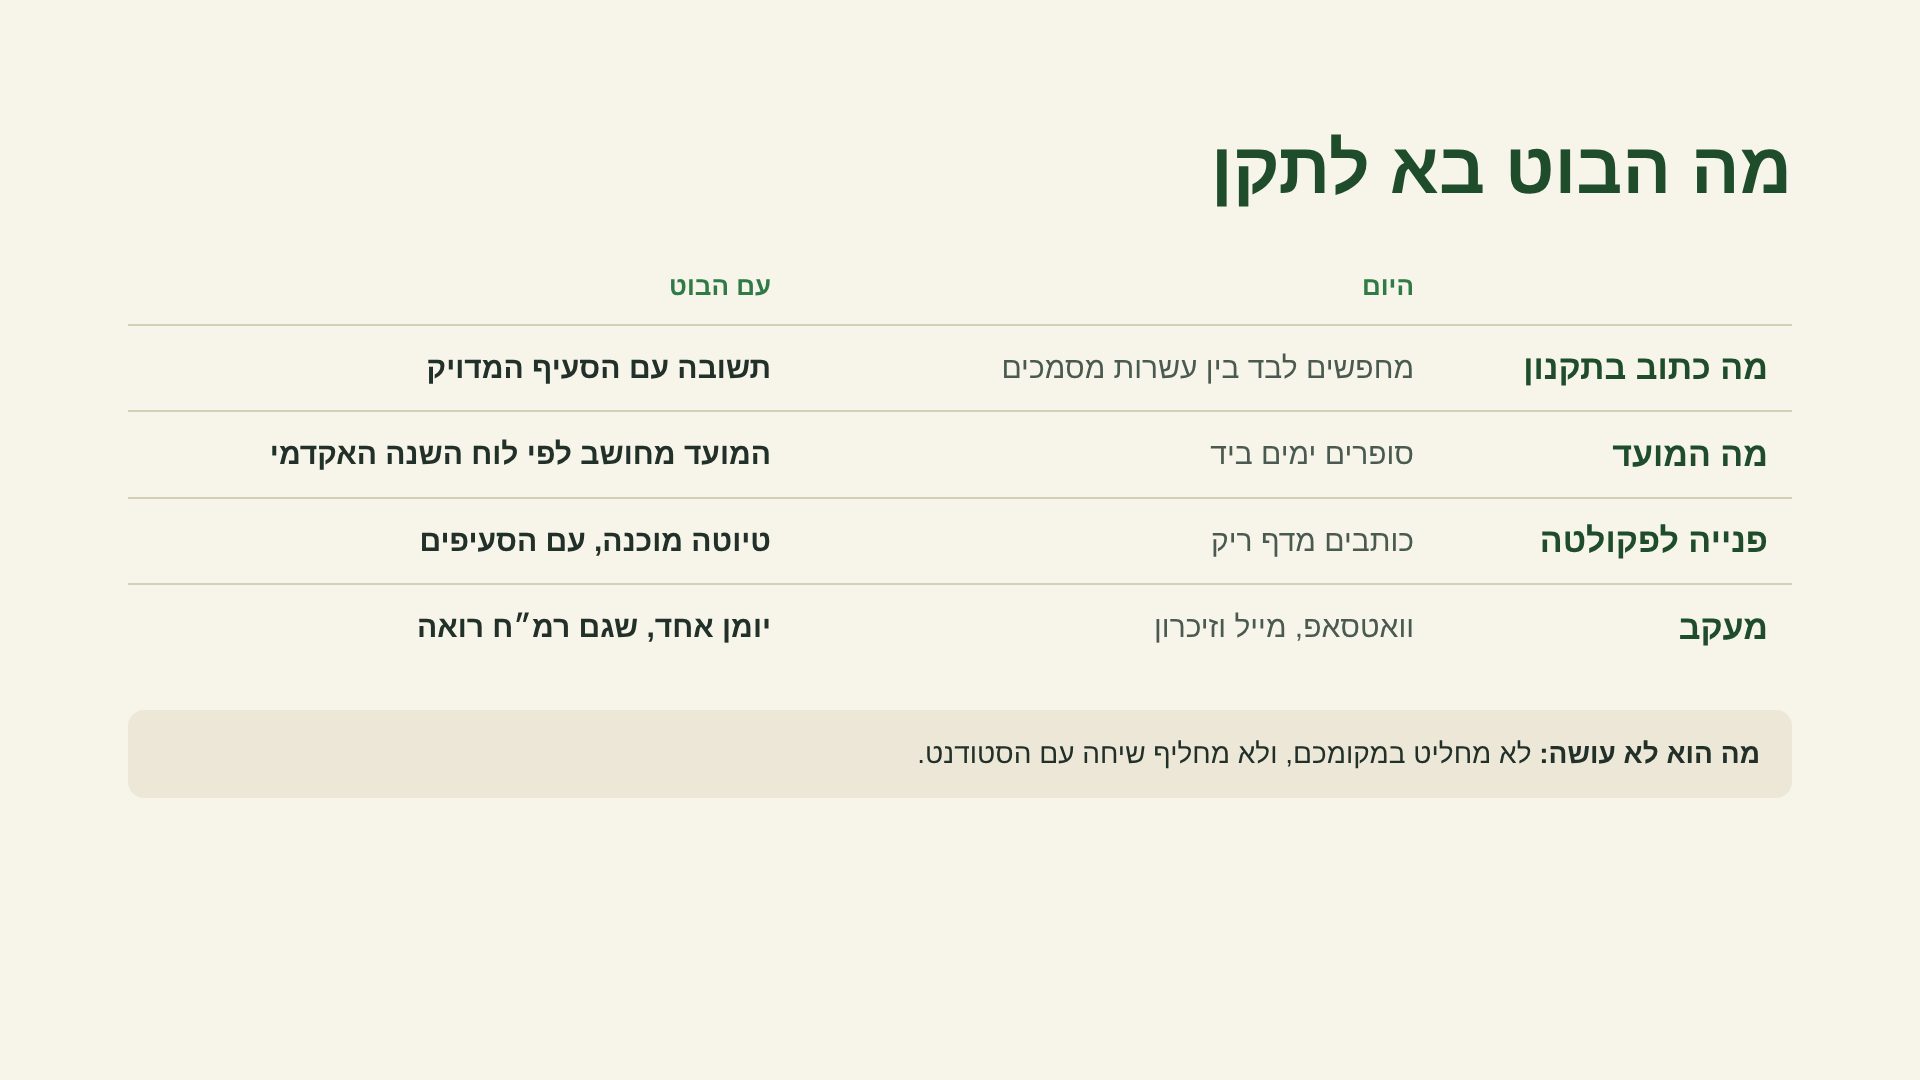 מה הבוט בא לתקן
היום עם הבוט
מה כתוב בתקנון מחפשים לבד בין עשרות מסמכים תשובה עם הסעיף המדויק
מה המועד סופרים ימים ביד המועד מחושב לפי לוח השנה האקדמי
פנייה לפקולטה כותבים מדף ריק טיוטה מוכנה, עם הסעיפים
מעקב וואטסאפ, מייל וזיכרון יומן אחד, שגם רמ״ח רואה
מה הוא לא עושה: לא מחליט במקומכם, ולא מחליף שיחה עם הסטודנט.